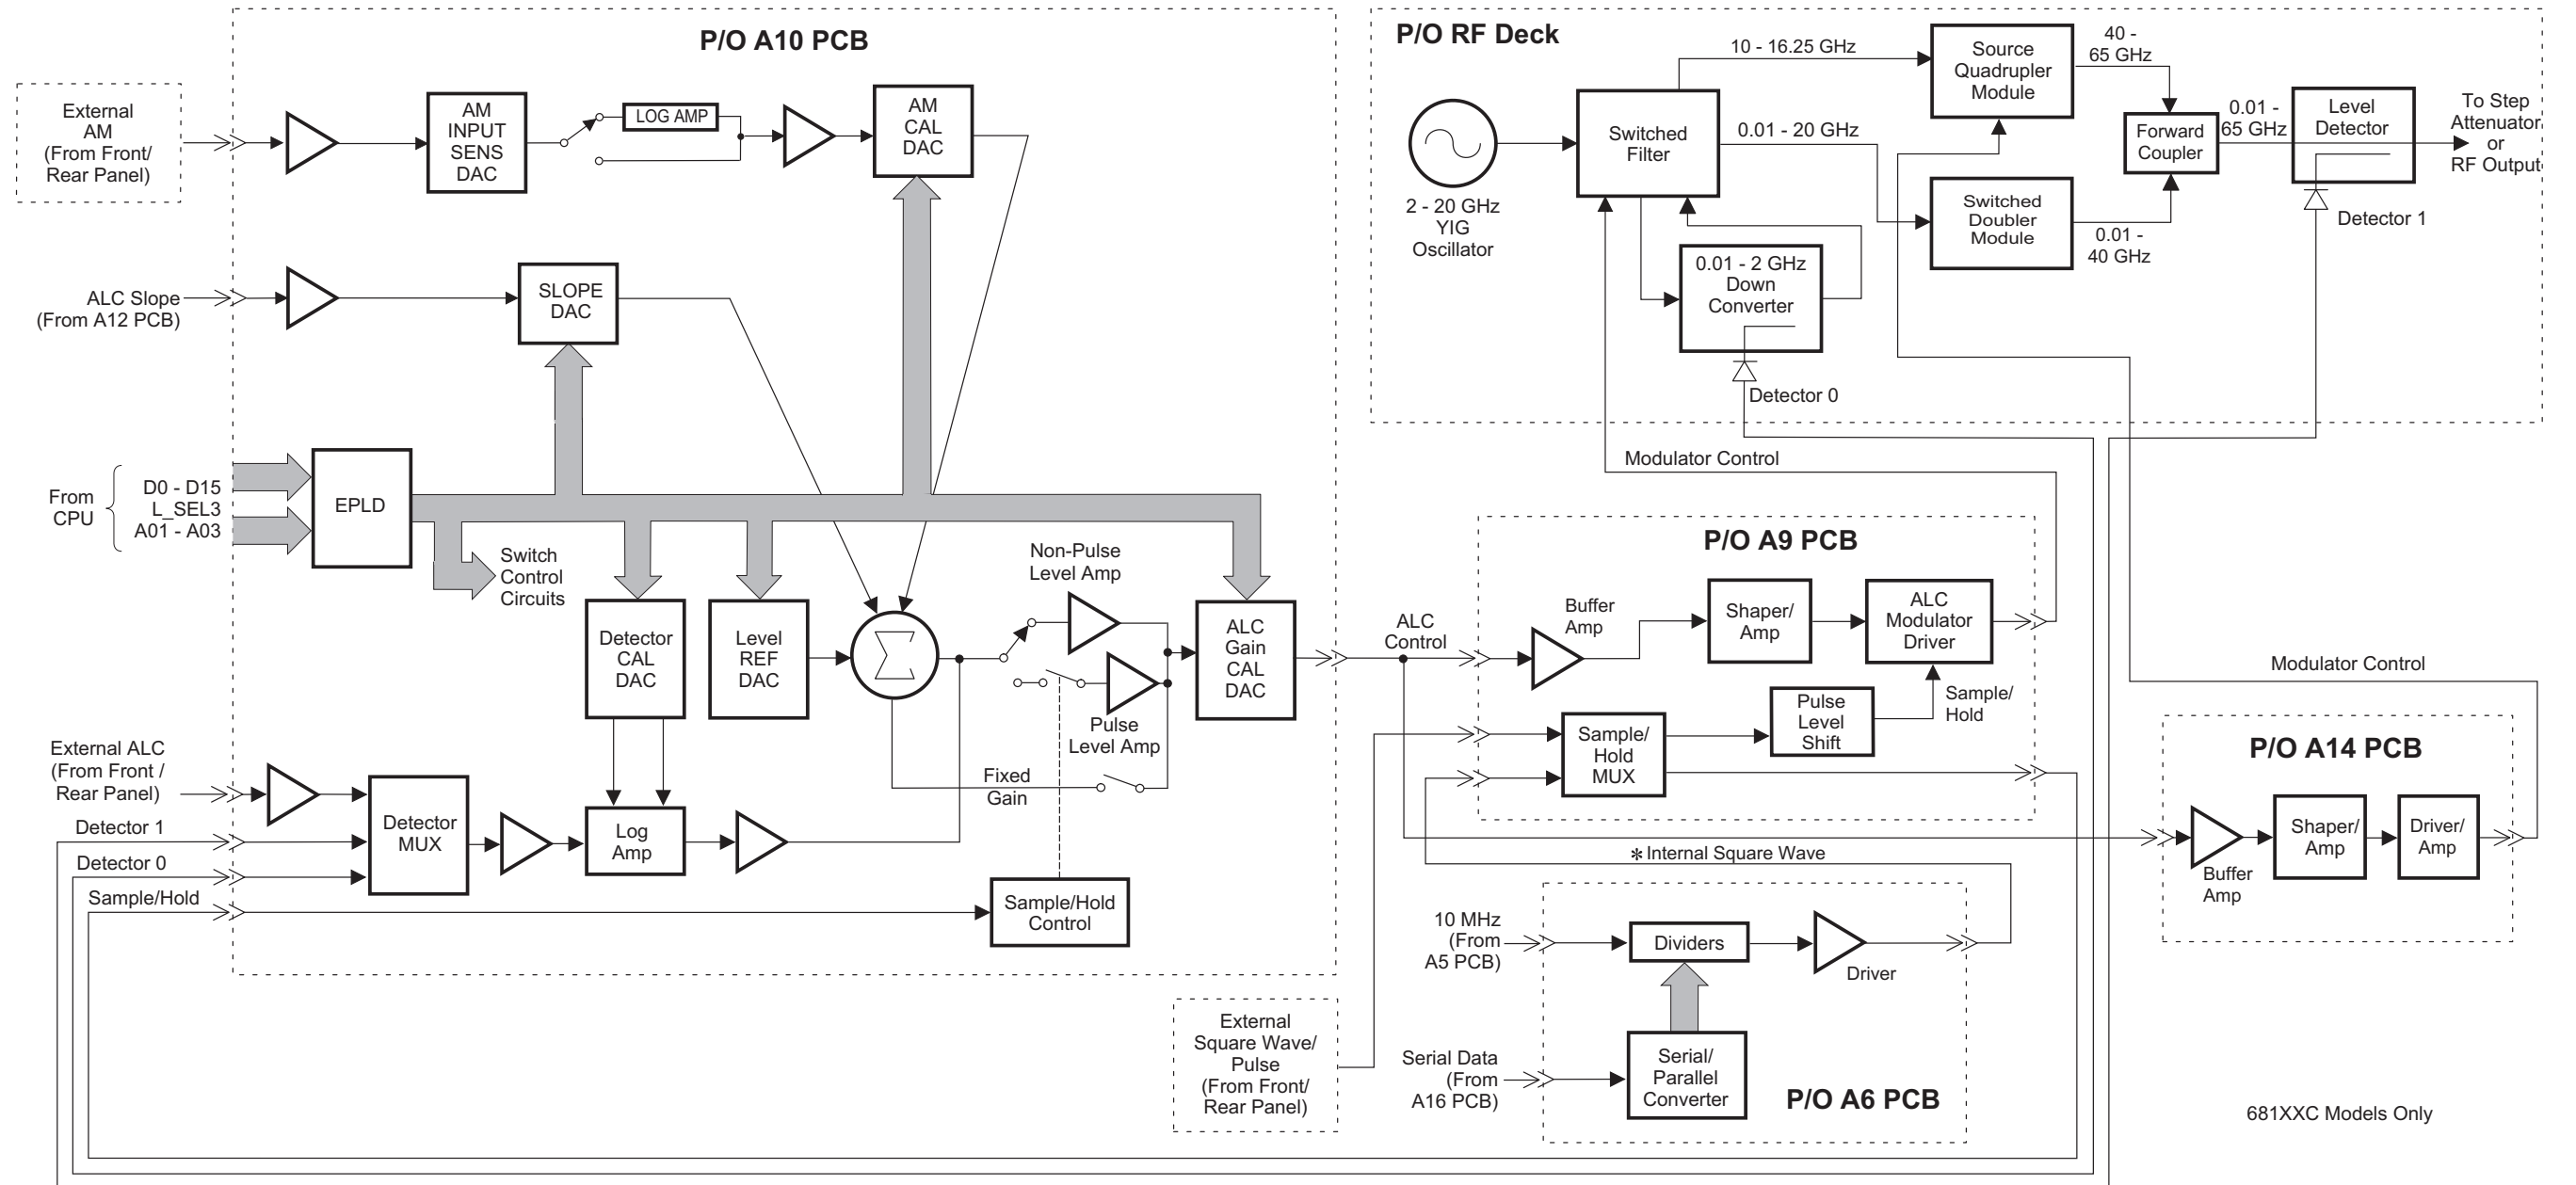 P/O A10 PCB
External
AM
(From Front/
Rear Panel)
AM
INPUT
SENS
DAC
LOG AMP
AM
CAL
DAC
ALC Slope
(From A12 PCB)
SLOPE
DAC
From
CPU
D0 - D15
L_SEL3
A01 - A03
EPLD
Switch
Control
Circuits
Detector
CAL
DAC
Level
REF
DAC
Non-Pulse
Level Amp
Pulse
Level Amp
ALC
Gain
CAL
DAC
Fixed
Gain
External ALC
(From Front /
Rear Panel)
Detector 1
Detector 0
Sample/Hold
Detector
MUX
Log
Amp
Sample/Hold
Control
P/O RF Deck
2 - 20 GHz
YIG
Oscillator
Switched
Filter
10 - 16.25 GHz
0.01 - 20 GHz
Source
Quadrupler
Module
40 -
65 GHz
Switched
Doubler
Module
0.01 -
40 GHz
Forward
Coupler
0.01 -
65 GHz
Level
Detector
To Step
Attenuator
or
RF Output
Detector 1
0.01 - 2 GHz
Down
Converter
Detector 0
Modulator Control
P/O A9 PCB
ALC
Control
Buffer
Amp
Shaper/
Amp
ALC
Modulator
Driver
Sample/
Hold
MUX
Pulse
Level
Shift
Sample/
Hold
Modulator Control
P/O A14 PCB
Buffer
Amp
Shaper/
Amp
Driver/
Amp
*Internal Square Wave
10 MHz
(From
A5 PCB)
Dividers
Driver
External
Square Wave/
Pulse
(From Front/
Rear Panel)
Serial Data
(From
A16 PCB)
Serial/
Parallel
Converter
P/O A6 PCB
681XXC Models Only